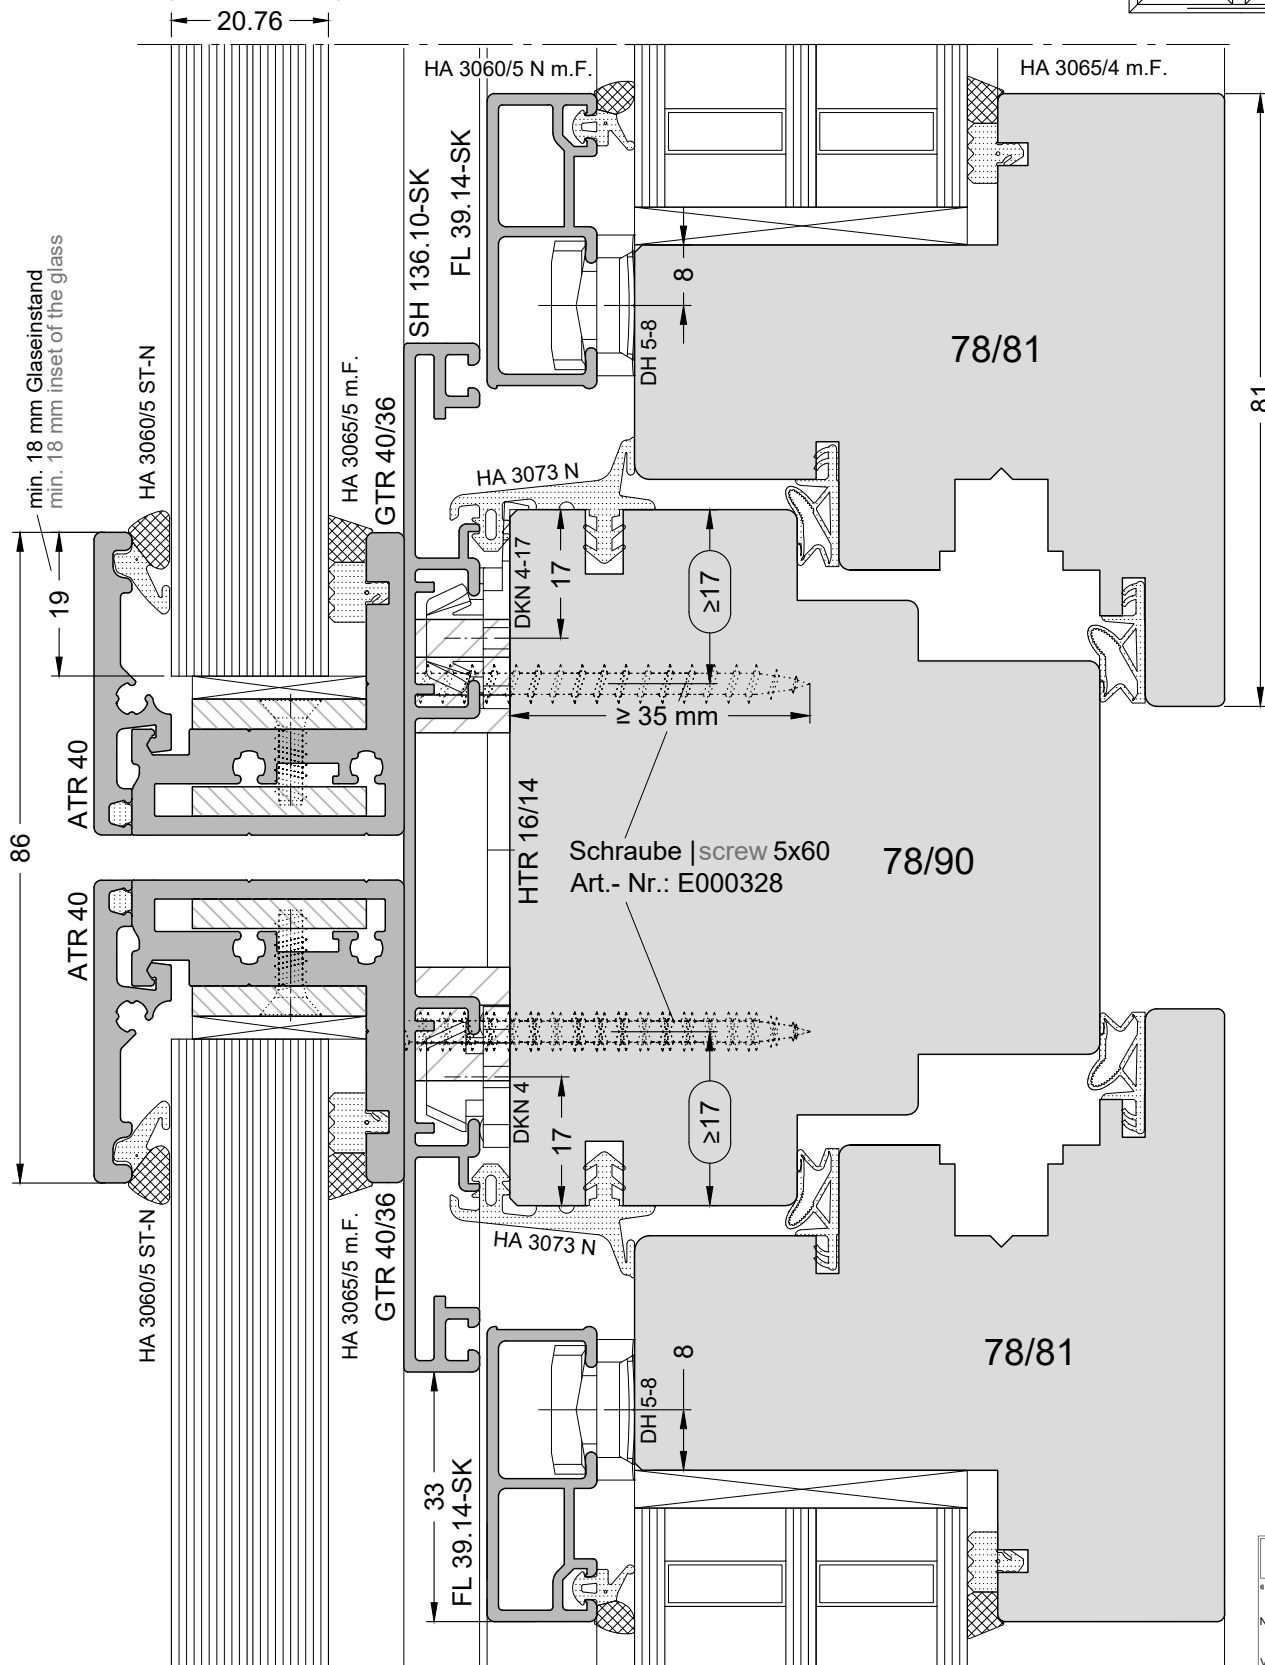 20.76
HA 3060/5 N m.F.
HA 3065/4 m.F.
SH 136.10-SK
FL 39.14-SK
min. 18 mm Glaseinstand
min. 18 mm inset of the glass
HA 3060/5 ST-N
HA 3065/5 m.F.
GTR 40/36
8
DH 5-8
78/81
81
HA 3073 N
19
DKN 4-17
17
≥17
≥ 35 mm
ATR 40
86
HTR 16/14
Schraube | screw 5x60
Art.- Nr.: E000328
78/90
ATR 40
DKN 4
17
≥17
HA 3060/5 ST-N
HA 3065/5 m.F.
GTR 40/36
HA 3073 N
8
DH 5-8
78/81
33
FL 39.14-SK